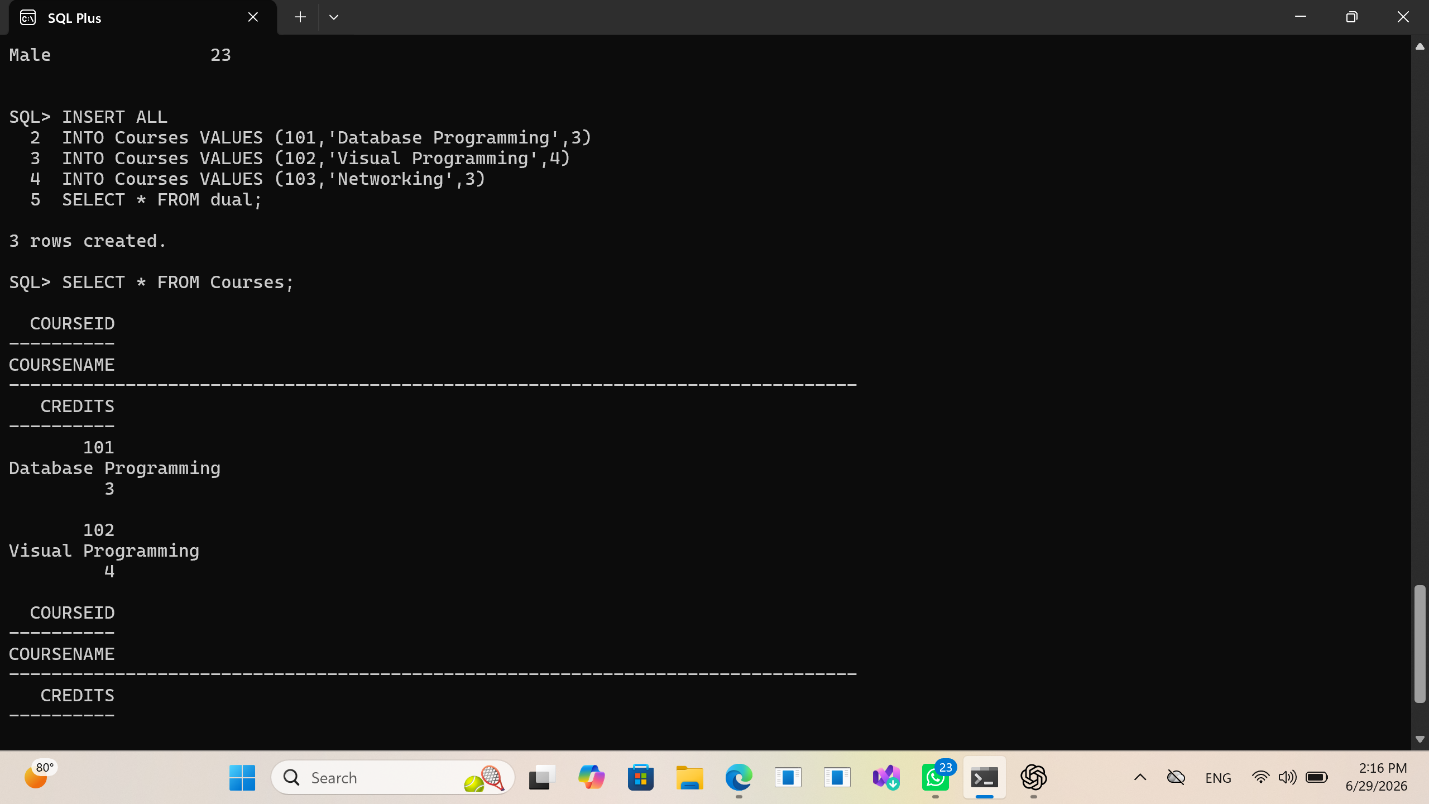 SQL Plus
Male 23
SQL> INSERT ALL
2 INTO Courses VALUES (101,'Database Programming',3)
3 INTO Courses VALUES (102,'Visual Programming',4)
4 INTO Courses VALUES (103,'Networking',3)
5 SELECT * FROM dual;
3 rows created.
SQL> SELECT * FROM Courses;
COURSEID
----------
COURSENAME
--------------------------------------------------------------------------------
CREDITS
----------
101
Database Programming
3
102
Visual Programming
4
COURSEID
----------
COURSENAME
--------------------------------------------------------------------------------
CREDITS
----------
80°
Search
23
ENG
2:16 PM
6/29/2026